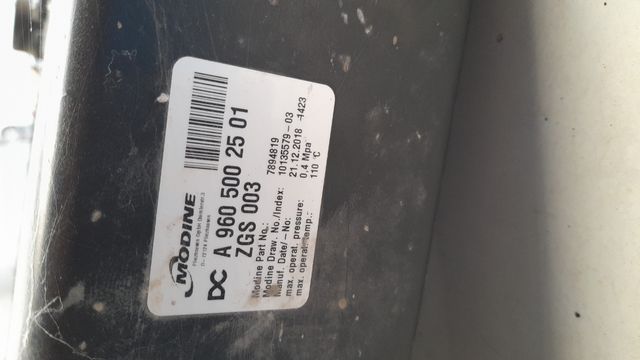 MODINE
DC A 960 500 25 01
ZGS 003
Modine Part No.: 7894819
Modine Draw. No./Index: 10135579-03
Manuf. Date/-No: 21.12.2018 -1423
max. operat. pressure: 0,4 Mpa
max. operat. temp.: 110 °C